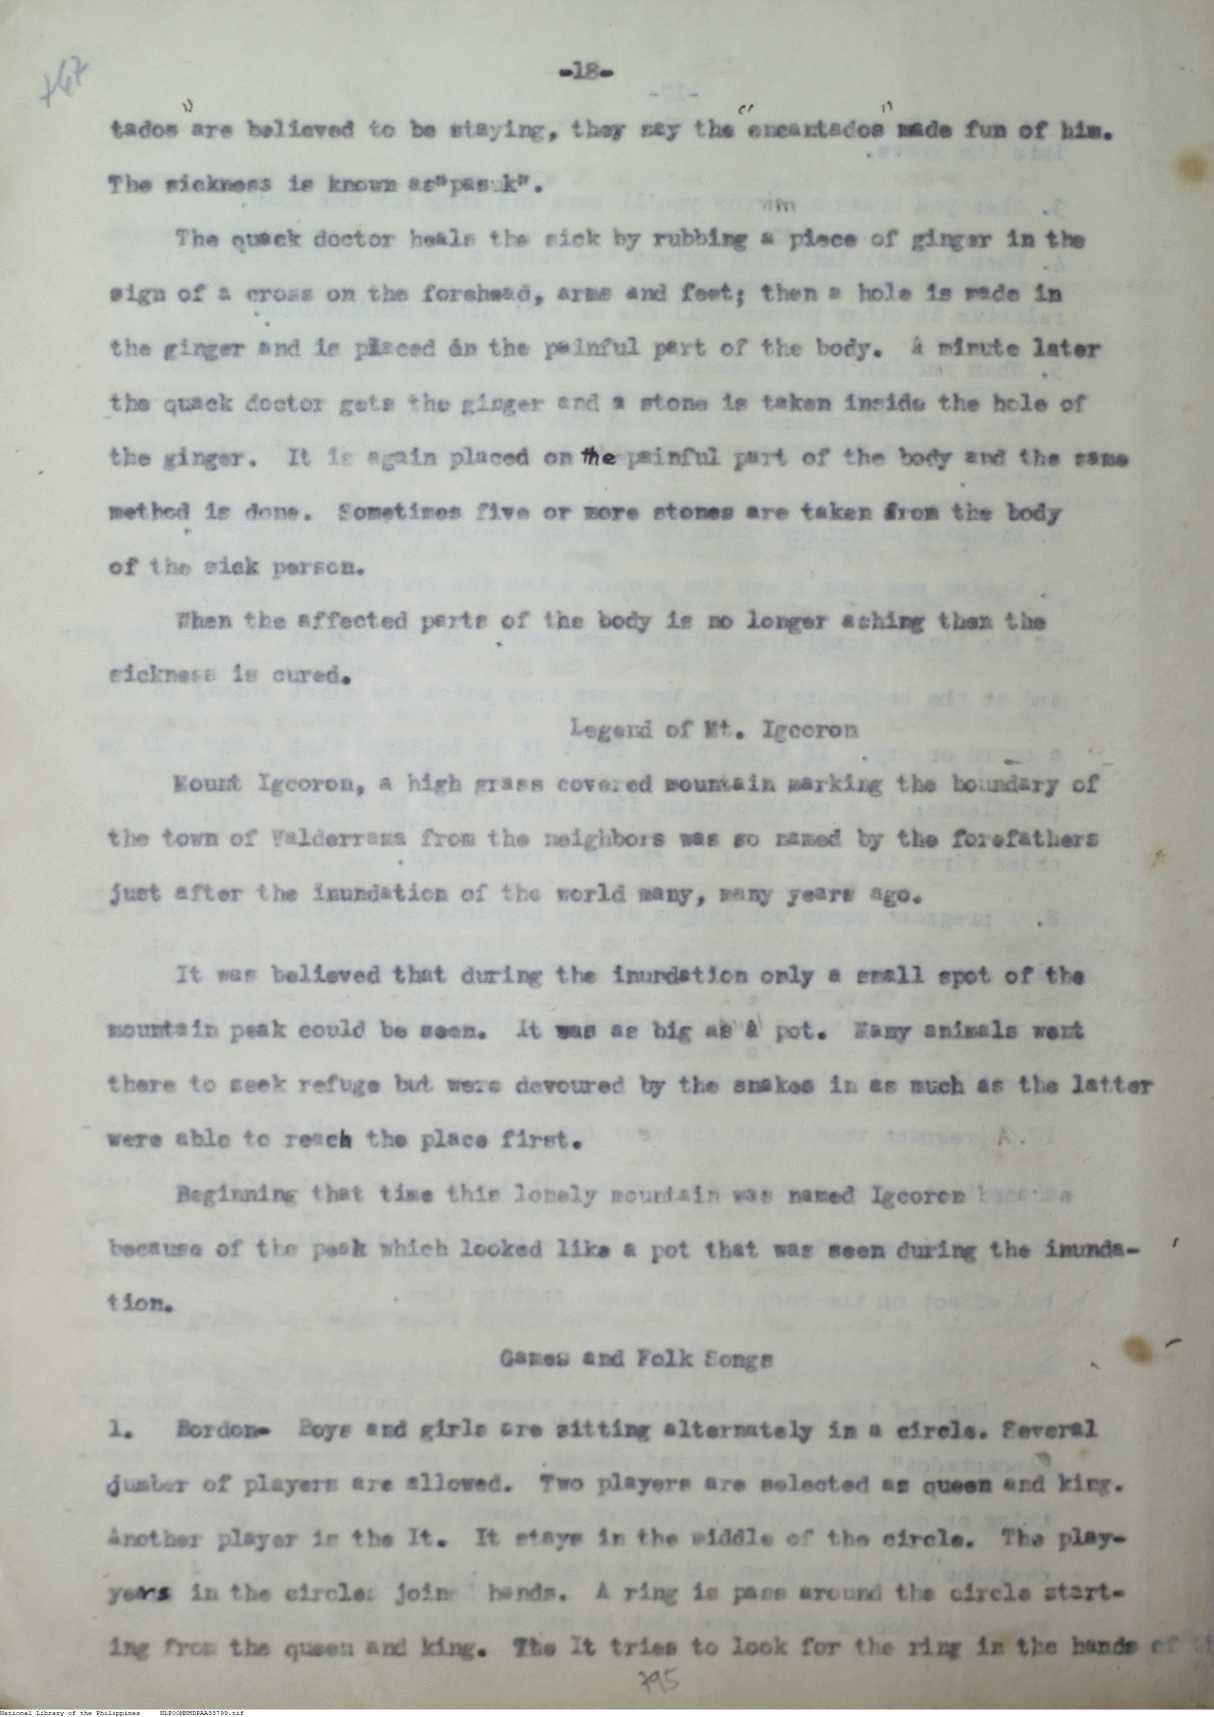 767
-18-
tados" are believed to be staying, they say the "encantados" made fun of him.
The sickness is known as"pasuk".
The quack doctor heals the sick by rubbing a piece of ginger in the
sign of a cross on the forehead, arms and feet; then a hole is made in
the ginger and is placed on the painful part of the body. A minute later
the quack doctor gets the ginger and a stone is taken inside the hole of
the ginger. It is again placed on the painful part of the body and the same
method is done. Sometimes five or more stones are taken from the body
of the sick person.
When the affected parts of the body is no longer aching then the
sickness is cured.
Legend of Mt. Igcoron
Mount Igcoron, a high grass covered mountain marking the boundary of
the town of Valderrama from the neighbors was so named by the forefathers
just after the inundation of the world many, many years ago.
It was believed that during the inundation only a small spot of the
mountain peak could be seen. It was as big as a pot. Many animals went
there to seek refuge but were devoured by the snakes in as much as the latter
were able to reach the place first.
Beginning that time this lonely mountain was named Igcoron because
because of the peak which looked like a pot that was seen during the inunda-
tion.
Games and Folk Songs
1. Bordon- Boys and girls are sitting alternately in a circle. Several
number of players are allowed. Two players are selected as queen and king.
Another player is the It. It stays in the middle of the circle. The play-
years in the circle join hands. A ring is pass around the circle start-
ing from the queen and king. The It tries to look for the ring in the hands of
795
National Library of the Philippines NLPOOMNMDPAA33799.tif